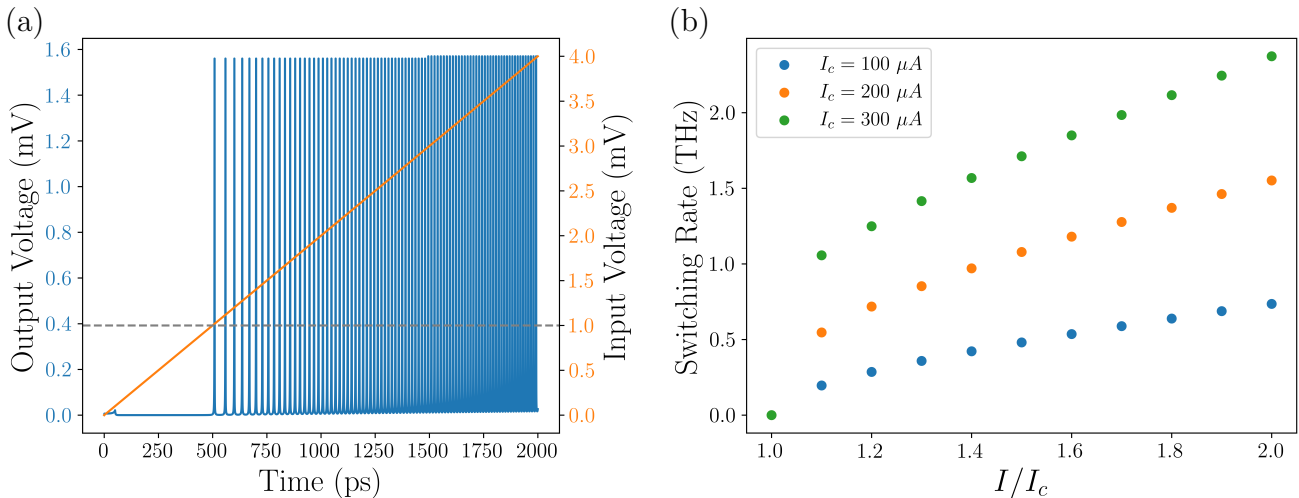 (a)
1.6
1.4
1.2
1.0
0.8
0.6
0.4
0.2
0.0
Output Voltage (mV)
4.0
3.5
3.0
2.5
2.0
1.5
1.0
0.5
0.0
Input Voltage (mV)
0 250 500 750 1000 1250 1500 1750 2000
Time (ps)
(b)
I_c = 100 μA
I_c = 200 μA
I_c = 300 μA
2.0
1.5
1.0
0.5
0.0
Switching Rate (THz)
1.0 1.2 1.4 1.6 1.8 2.0
I/I_c